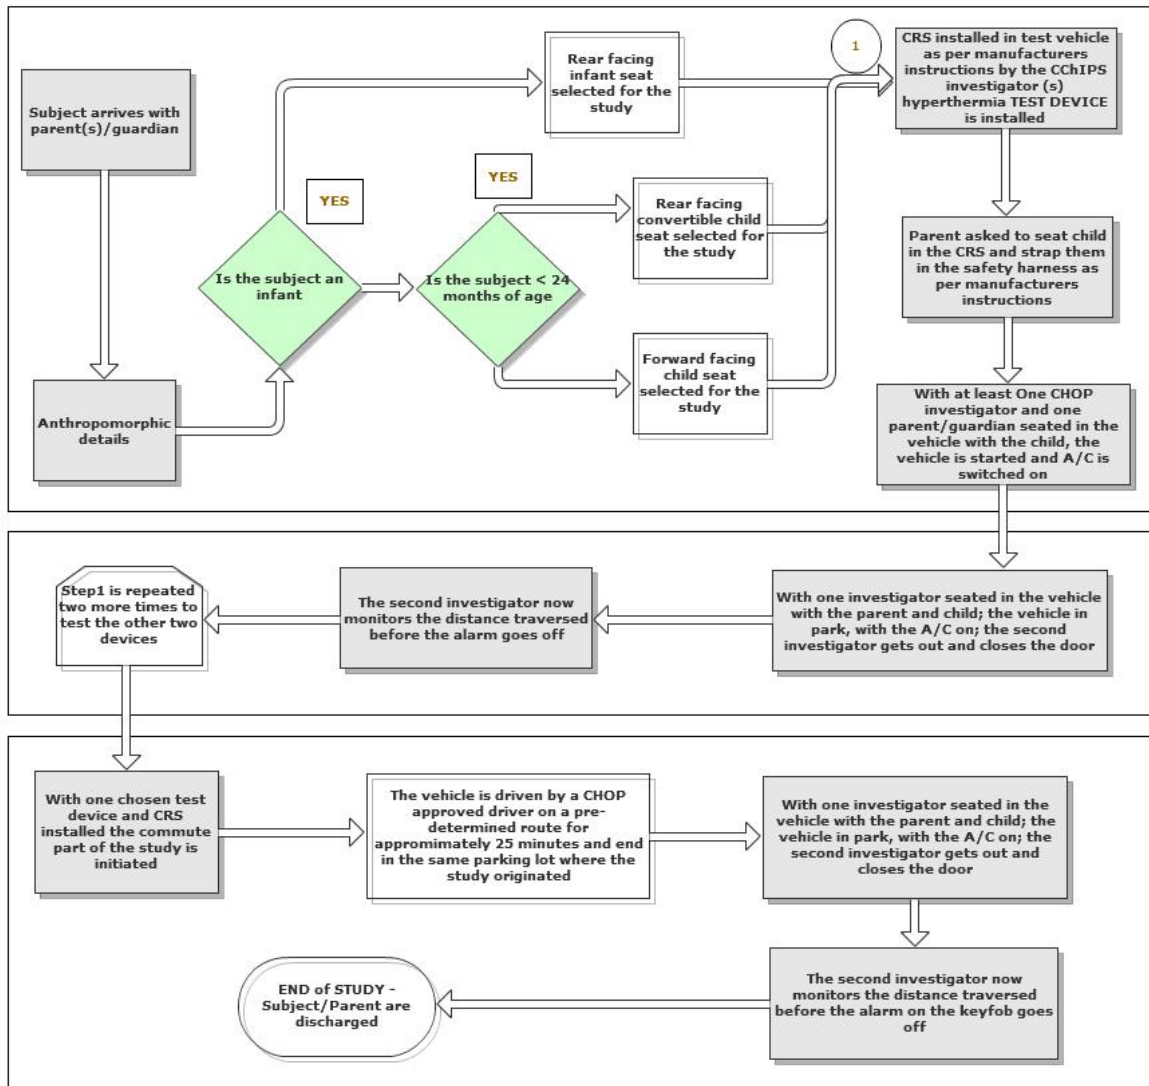 Subject arrives with
parent(s)/guardian
Anthropomorphic
details
Is the subject an
infant
YES
Rear facing
infant seat
selected for the
study
Is the subject < 24
months of age
YES
Rear facing
convertible child
seat selected for
the study
Forward facing
child seat
selected for the
study
1
CRS installed in test vehicle
as per manufacturers
instructions by the CChIPS
investigator (s)
hyperthermia TEST DEVICE
is installed
Parent asked to seat child
in the CRS and strap them
in the safety harness as
per manufacturers
instructions
With at least One CHOP
investigator and one
parent/guardian seated in
the vehicle with the child, the
vehicle is started and A/C is
switched on
With one investigator seated in the vehicle
with the parent and child; the vehicle in
park, with the A/C on; the second
investigator gets out and closes the door
The second investigator now
monitors the distance traversed
before the alarm goes off
Step1 is repeated
two more times to
test the other two
devices
With one chosen test
device and CRS
installed the commute
part of the study is
initiated
The vehicle is driven by a CHOP
approved driver on a pre-
determined route for
appromimately 25 minutes and end
in the same parking lot where the
study originated
With one investigator seated in the
vehicle with the parent and child; the
vehicle in park, with the A/C on; the
second investigator gets out and
closes the door
The second investigator now
monitors the distance traversed
before the alarm on the keyfob goes
off
END of STUDY -
Subject/Parent are
discharged